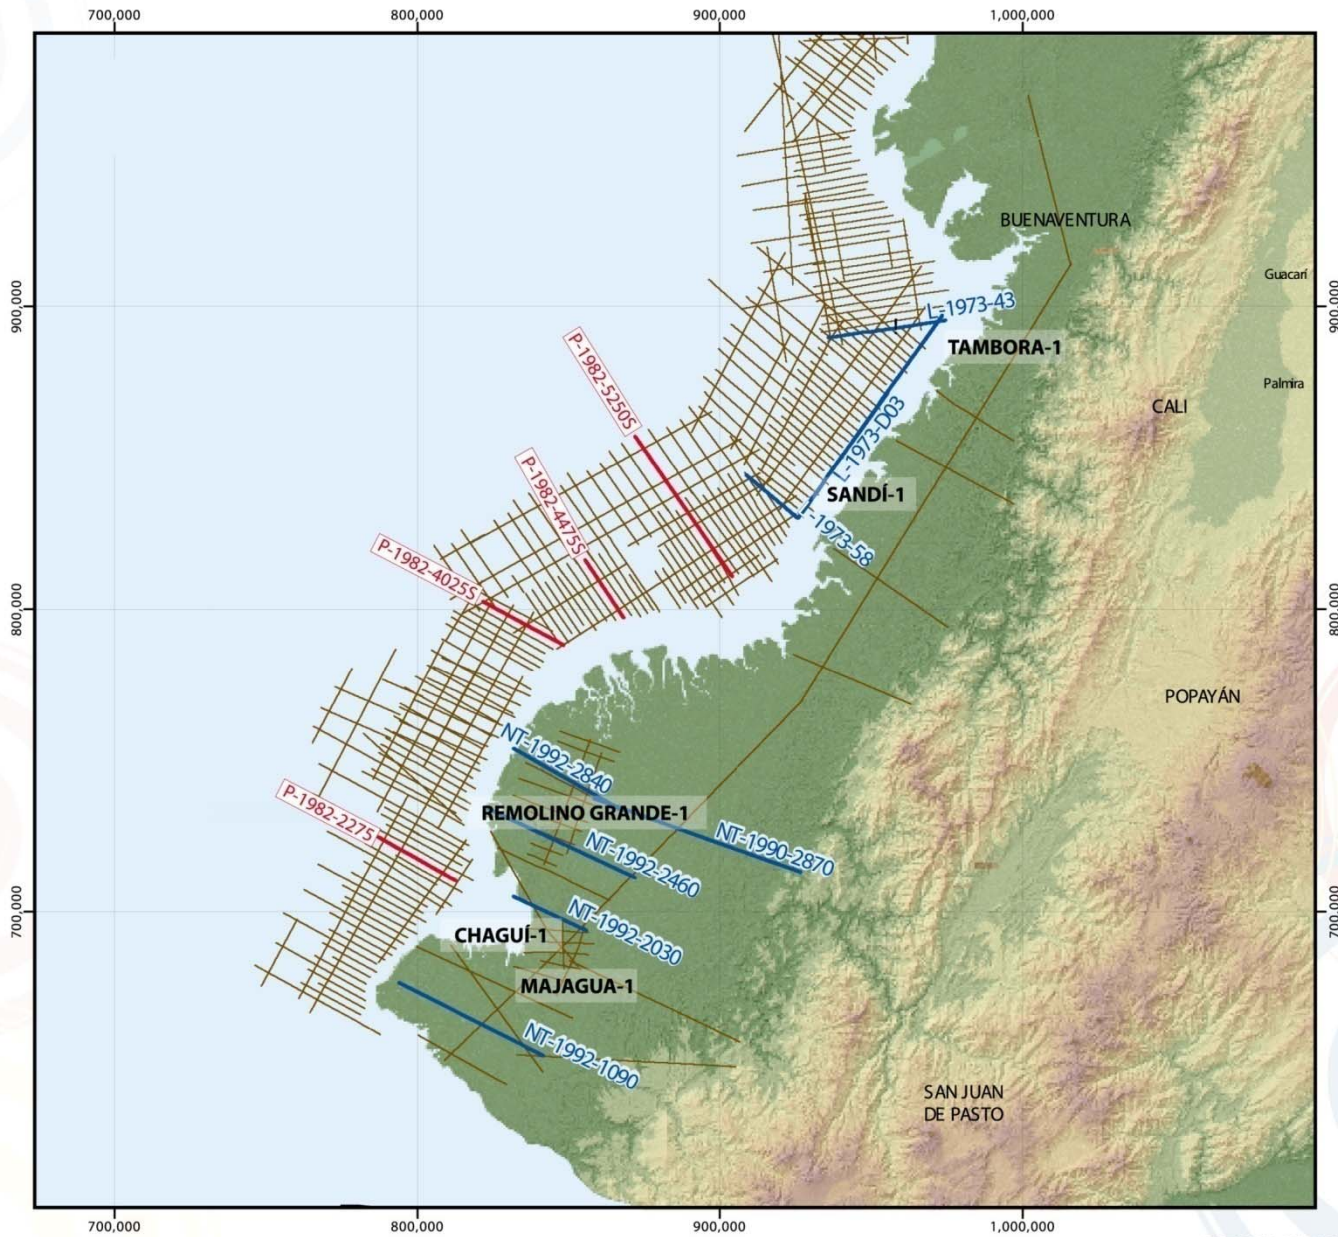 700,000
800,000
900,000
1,000,000
BUENAVENTURA
Guacarí
900,000
L-1973-43
900,000
TAMBORA-1
P-1982-5250S
Palmira
CALI
L-1973-D03
P-1982-4475S
SANDÍ-1
L-1973-58
P-1982-4025S
800,000
800,000
POPAYÁN
NT-1992-2840
P-1982-2275
REMOLINO GRANDE-1
NT-1990-2870
NT-1992-2460
700,000
700,000
NT-1992-2030
CHAGUÍ-1
MAJAGUA-1
NT-1992-1090
SAN JUAN
DE PASTO
700,000
800,000
900,000
1,000,000